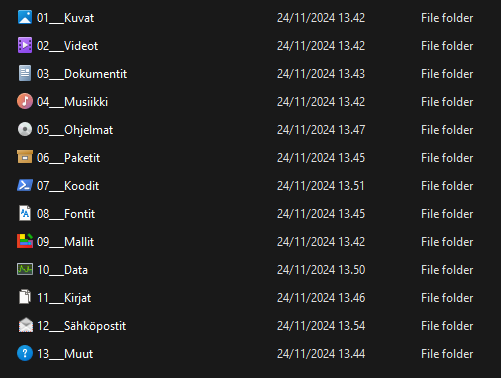 01___Kuvat 24/11/2024 13.42 File folder
02___Videot 24/11/2024 13.42 File folder
03___Dokumentit 24/11/2024 13.43 File folder
04___Musiikki 24/11/2024 13.42 File folder
05___Ohjelmat 24/11/2024 13.47 File folder
06___Paketit 24/11/2024 13.45 File folder
07___Koodit 24/11/2024 13.51 File folder
08___Fontit 24/11/2024 13.45 File folder
09___Mallit 24/11/2024 13.42 File folder
10___Data 24/11/2024 13.50 File folder
11___Kirjat 24/11/2024 13.46 File folder
12___Sähköpostit 24/11/2024 13.54 File folder
13___Muut 24/11/2024 13.44 File folder